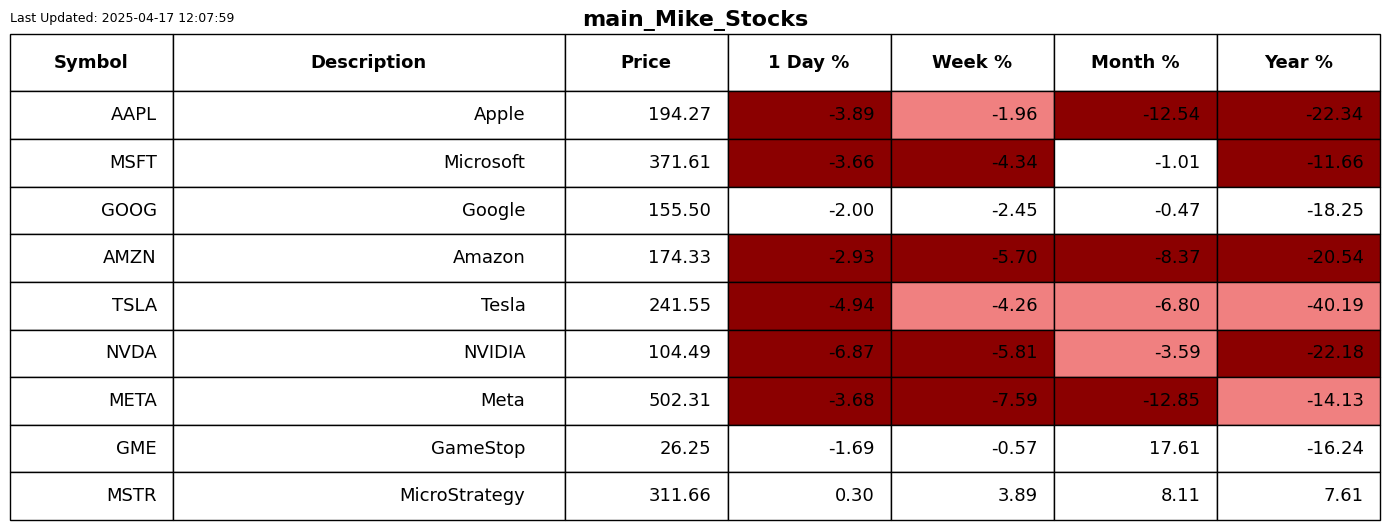 Last Updated: 2025-04-17 12:07:59
main_Mike_Stocks
Symbol Description Price 1 Day % Week % Month % Year %
AAPL Apple 194.27 -3.89 -1.96 -12.54 -22.34
MSFT Microsoft 371.61 -3.66 -4.34 -1.01 -11.66
GOOG Google 155.50 -2.00 -2.45 -0.47 -18.25
AMZN Amazon 174.33 -2.93 -5.70 -8.37 -20.54
TSLA Tesla 241.55 -4.94 -4.26 -6.80 -40.19
NVDA NVIDIA 104.49 -6.87 -5.81 -3.59 -22.18
META Meta 502.31 -3.68 -7.59 -12.85 -14.13
GME GameStop 26.25 -1.69 -0.57 17.61 -16.24
MSTR MicroStrategy 311.66 0.30 3.89 8.11 7.61